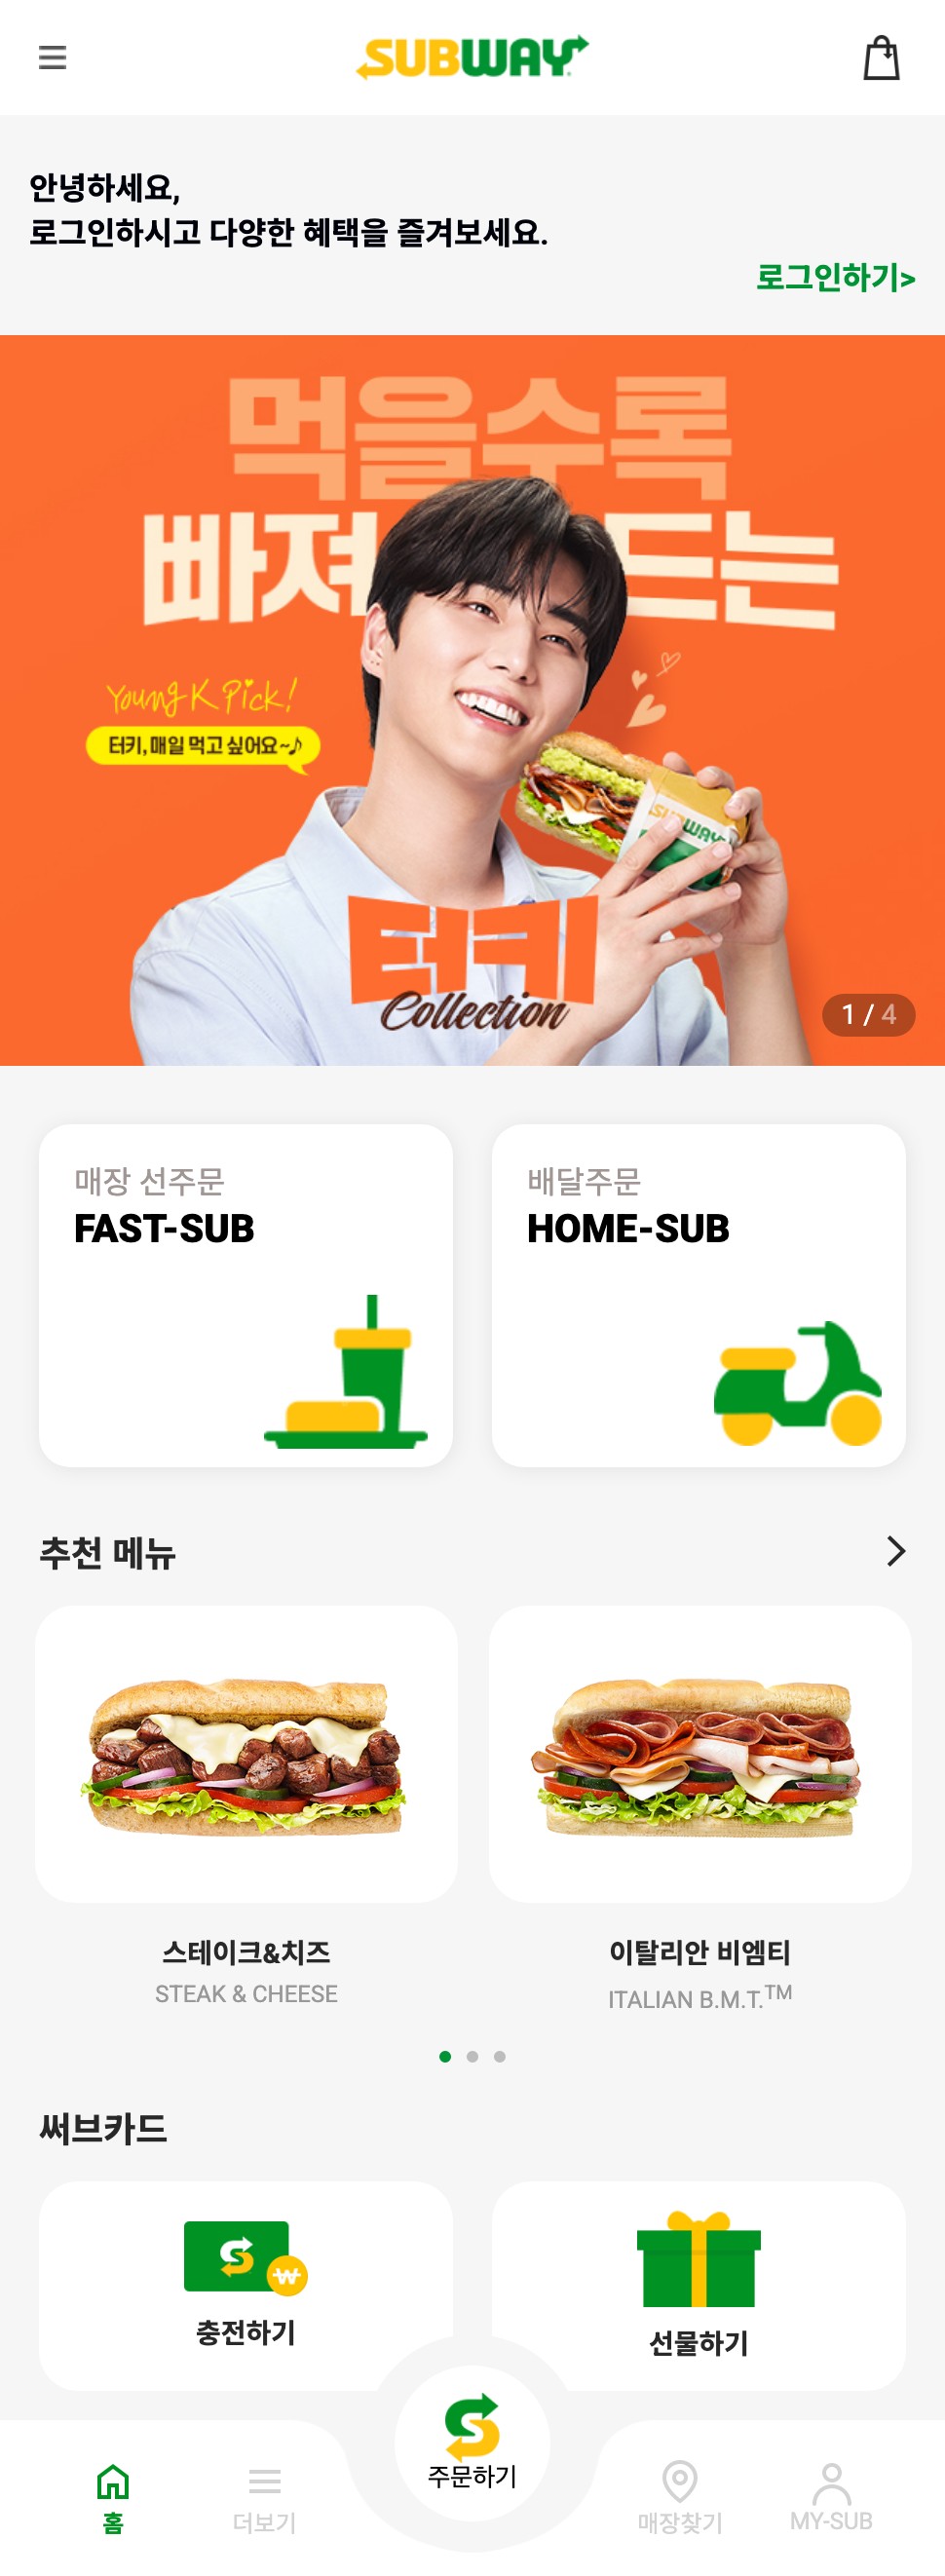 SUBWAY
안녕하세요,
로그인하시고 다양한 혜택을 즐겨보세요.
로그인하기>
먹을수록
빠져 드는
Young K Pick!
터키, 매일 먹고 싶어요~♪
SUBWAY
터키
Collection
1 / 4
매장 선주문
FAST-SUB
배달주문
HOME-SUB
추천 메뉴
스테이크&치즈
STEAK & CHEESE
이탈리안 비엠티
ITALIAN B.M.T.™
써브카드
충전하기
선물하기
주문하기
홈
더보기
매장찾기
MY-SUB